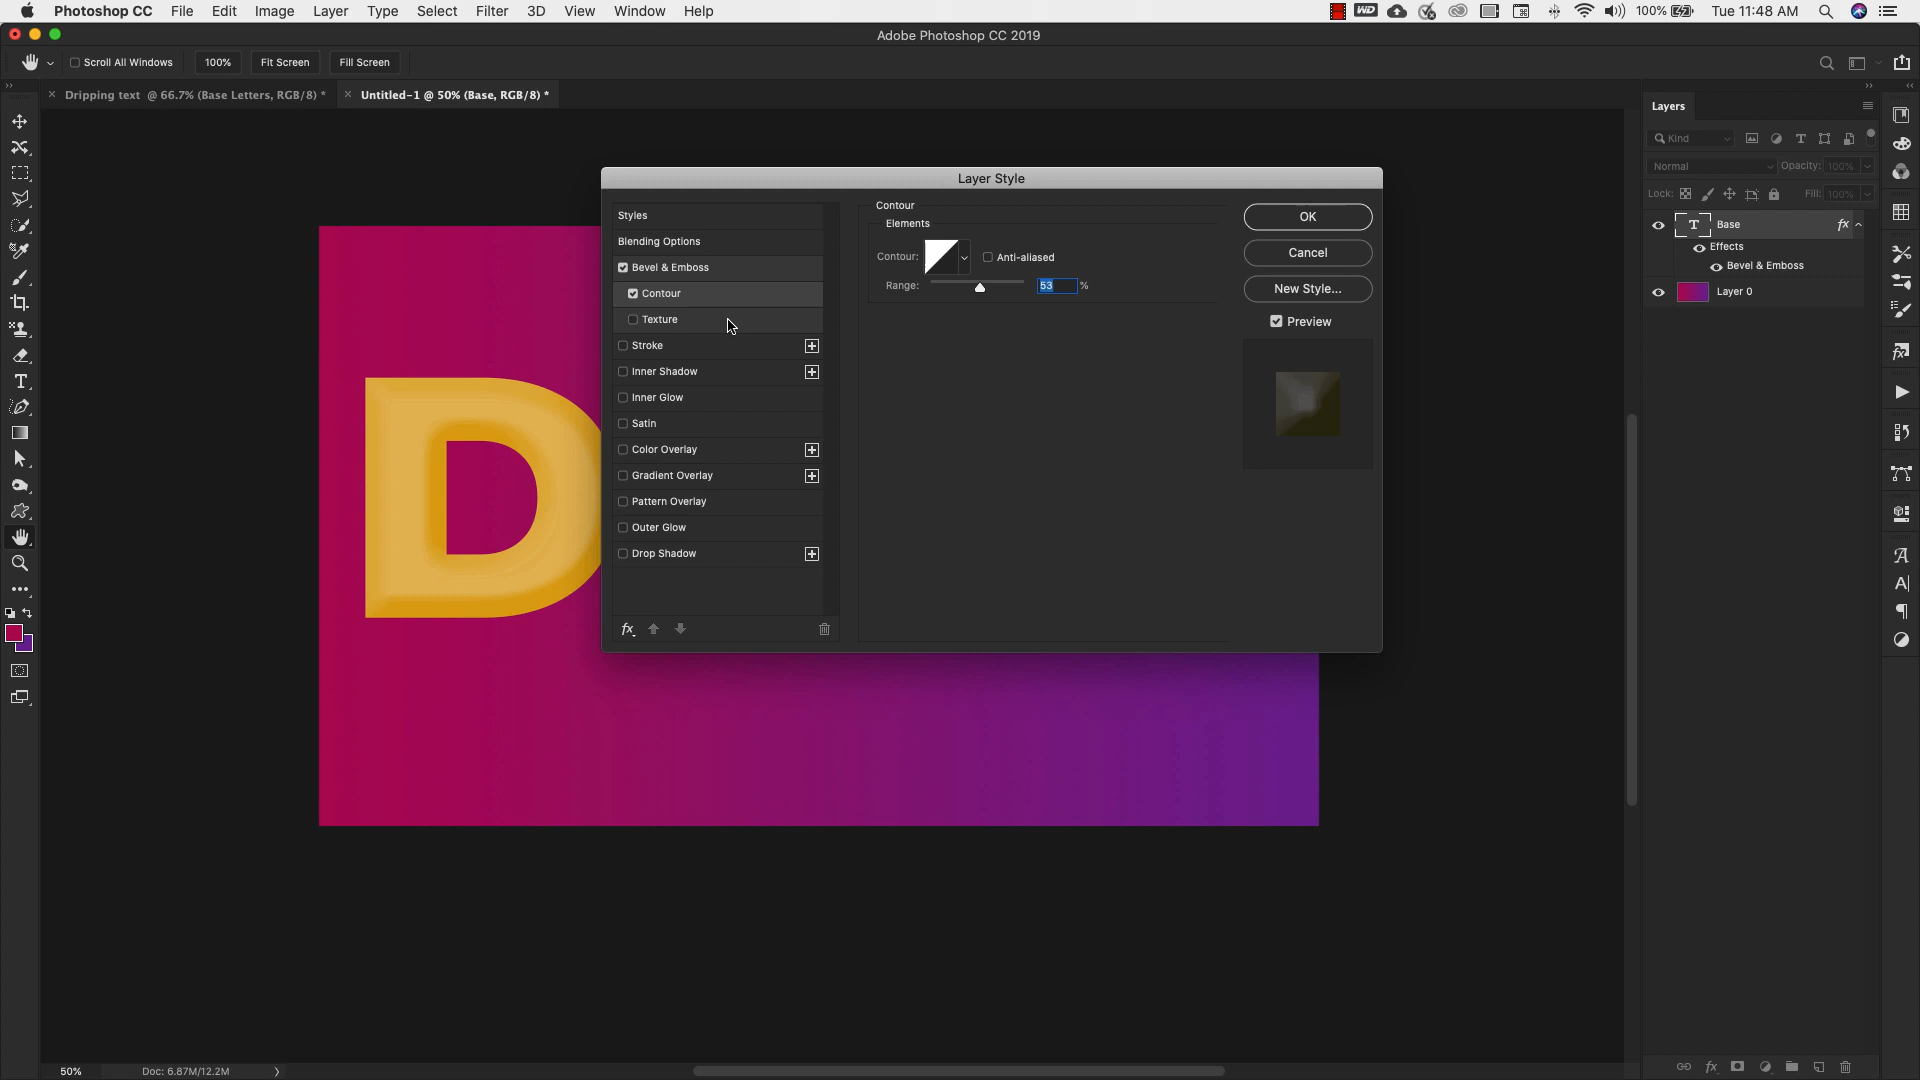 Photoshop CC File Edit Image Layer Type Select Filter 3D View Window Help 100% Tue 11:48 AM
Adobe Photoshop CC 2019
Scroll All Windows 100% Fit Screen Fill Screen
Dripping text @ 66.7% (Base Letters, RGB/8) * Untitled-1 @ 50% (Base, RGB/8) *
Layers
Kind
Normal Opacity: 100%
Lock: Fill: 100%
Base fx
Effects
Bevel & Emboss
Layer 0
Layer Style
Styles
Blending Options
Bevel & Emboss
Contour
Texture
Stroke
Inner Shadow
Inner Glow
Satin
Color Overlay
Gradient Overlay
Pattern Overlay
Outer Glow
Drop Shadow
fx
Contour
Elements
Contour: Anti-aliased
Range: 53 %
OK
Cancel
New Style...
Preview
D
50% Doc: 6.87M/12.2M